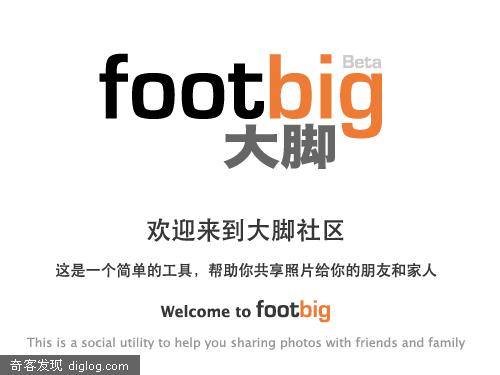 Beta
footbig
大脚
欢迎来到大脚社区
这是一个简单的工具，帮助你共享照片给你的朋友和家人
Welcome to footbig
This is a social utility to help you sharing photos with friends and family
奇客发现 diglog.com